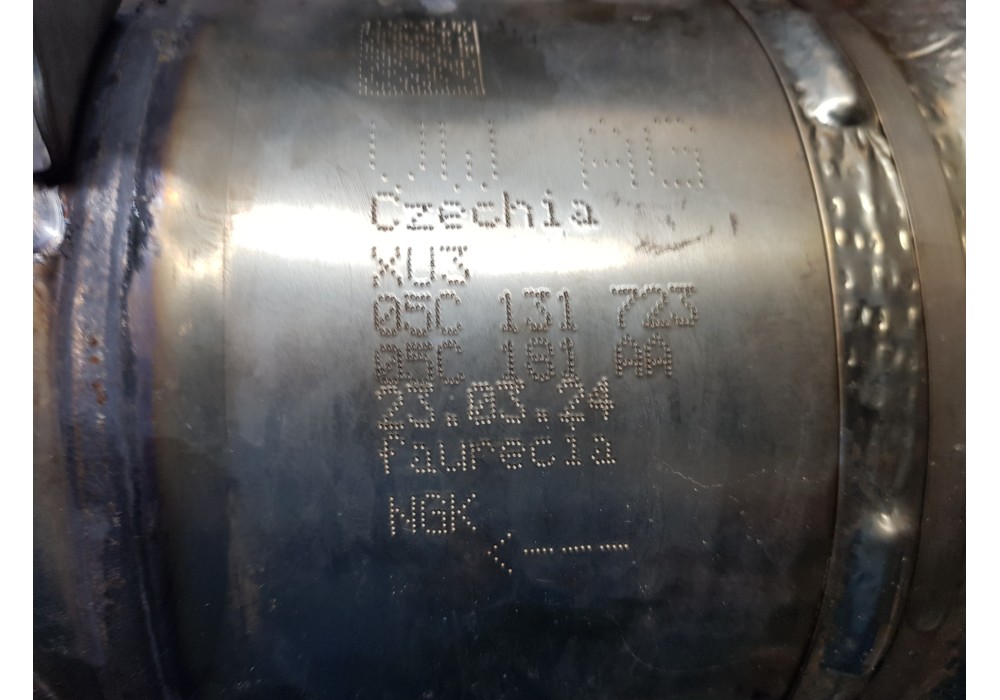 VW AG
Czechia
XU3
05C 131 723
05C 181 AA
23.03.24
faurecia
NGK